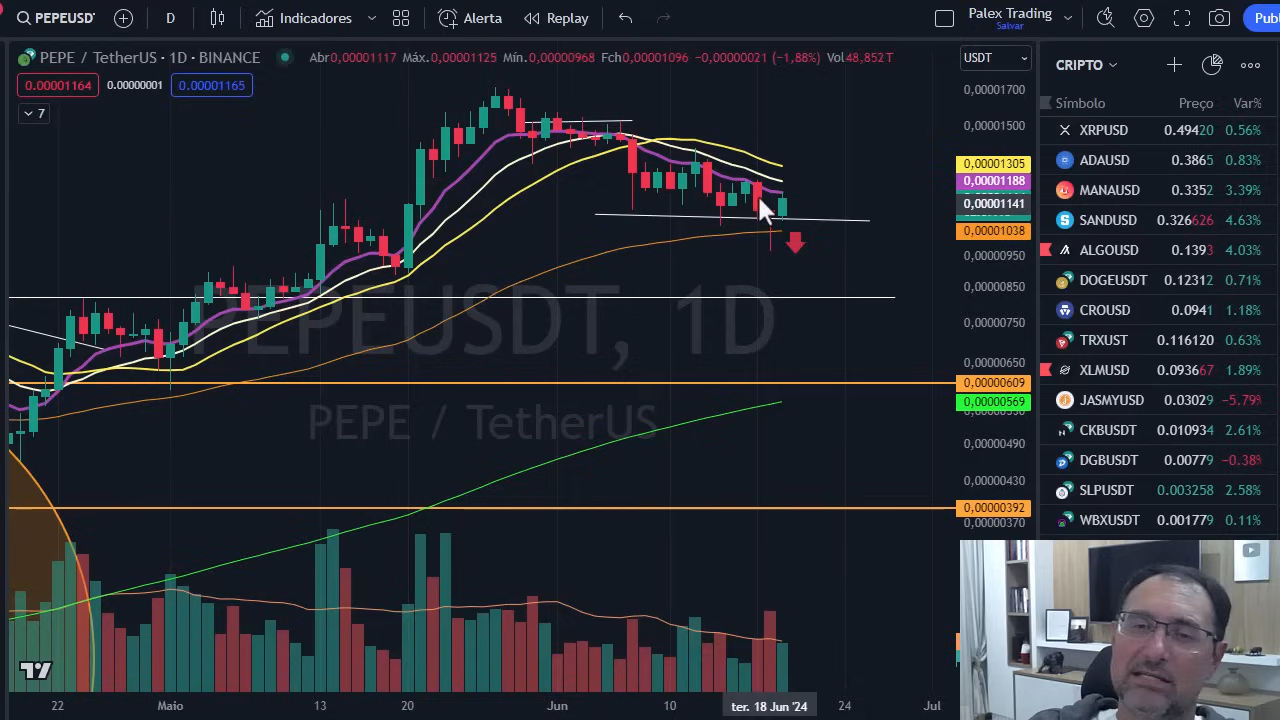 PEPEUSD D Indicadores Alerta Replay Palex Trading Publ
Salvar
PEPE / TetherUS · 1D · BINANCE Abr0,00001117 Máx.0,00001125 Mín.0,00000968 Fch0,00001096 −0,00000021 (−1,88%) Vol48,852 T
USDT
CRIPTO
0.00001164 0.00000001 0.00001165
7
Símbolo Preço Var%
0,00001700
0,00001500
0,00001305
0,00001188
0,00001141
0,00001038
0,00000950
0,00000850
0,00000750
0,00000650
0,00000609
0,00000569
0,00000490
0,00000430
0,00000392
0,00000370
XRPUSD 0.49420 0.56%
ADAUSD 0.3865 0.83%
MANAUSD 0.3352 3.39%
SANDUSD 0.326626 4.63%
ALGOUSD 0.1393 4.03%
DOGEUSD 0.12312 0.71%
CROUSD 0.0941 1.18%
TRXUST 0.116120 0.63%
XLMUSD 0.093667 1.89%
JASMYUSD 0.03029 -5.79%
CKBUSDT 0.010934 2.61%
DGBUSDT 0.00779 -0.38%
SLPUSDT 0.003258 2.58%
WBXUSDT 0.001779 0.11%
PEPEUSDT, 1D
PEPE / TetherUS
22 Maio 13 20 Jun 10 ter. 18 Jun '24 24 Jul